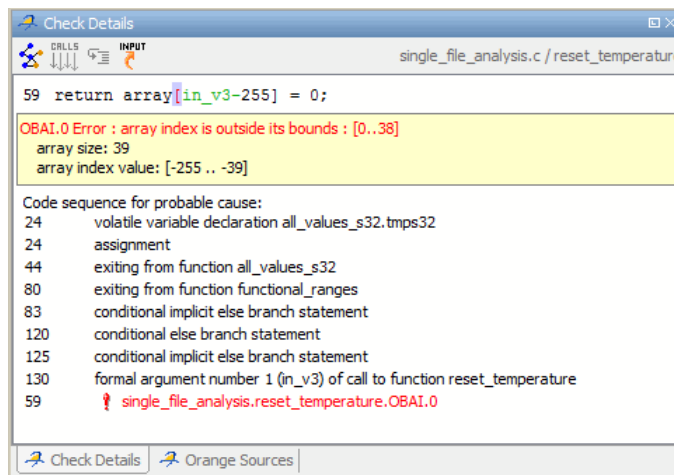 Check Details
CALLS INPUT
single_file_analysis.c / reset_temperature
59 return array[in_v3-255] = 0;
OBAI.0 Error : array index is outside its bounds : [0..38]
array size: 39
array index value: [-255 .. -39]
Code sequence for probable cause:
24 volatile variable declaration all_values_s32.tmps32
24 assignment
44 exiting from function all_values_s32
80 exiting from function functional_ranges
83 conditional implicit else branch statement
120 conditional else branch statement
125 conditional implicit else branch statement
130 formal argument number 1 (in_v3) of call to function reset_temperature
59 ! single_file_analysis.reset_temperature.OBAI.0
Check Details Orange Sources